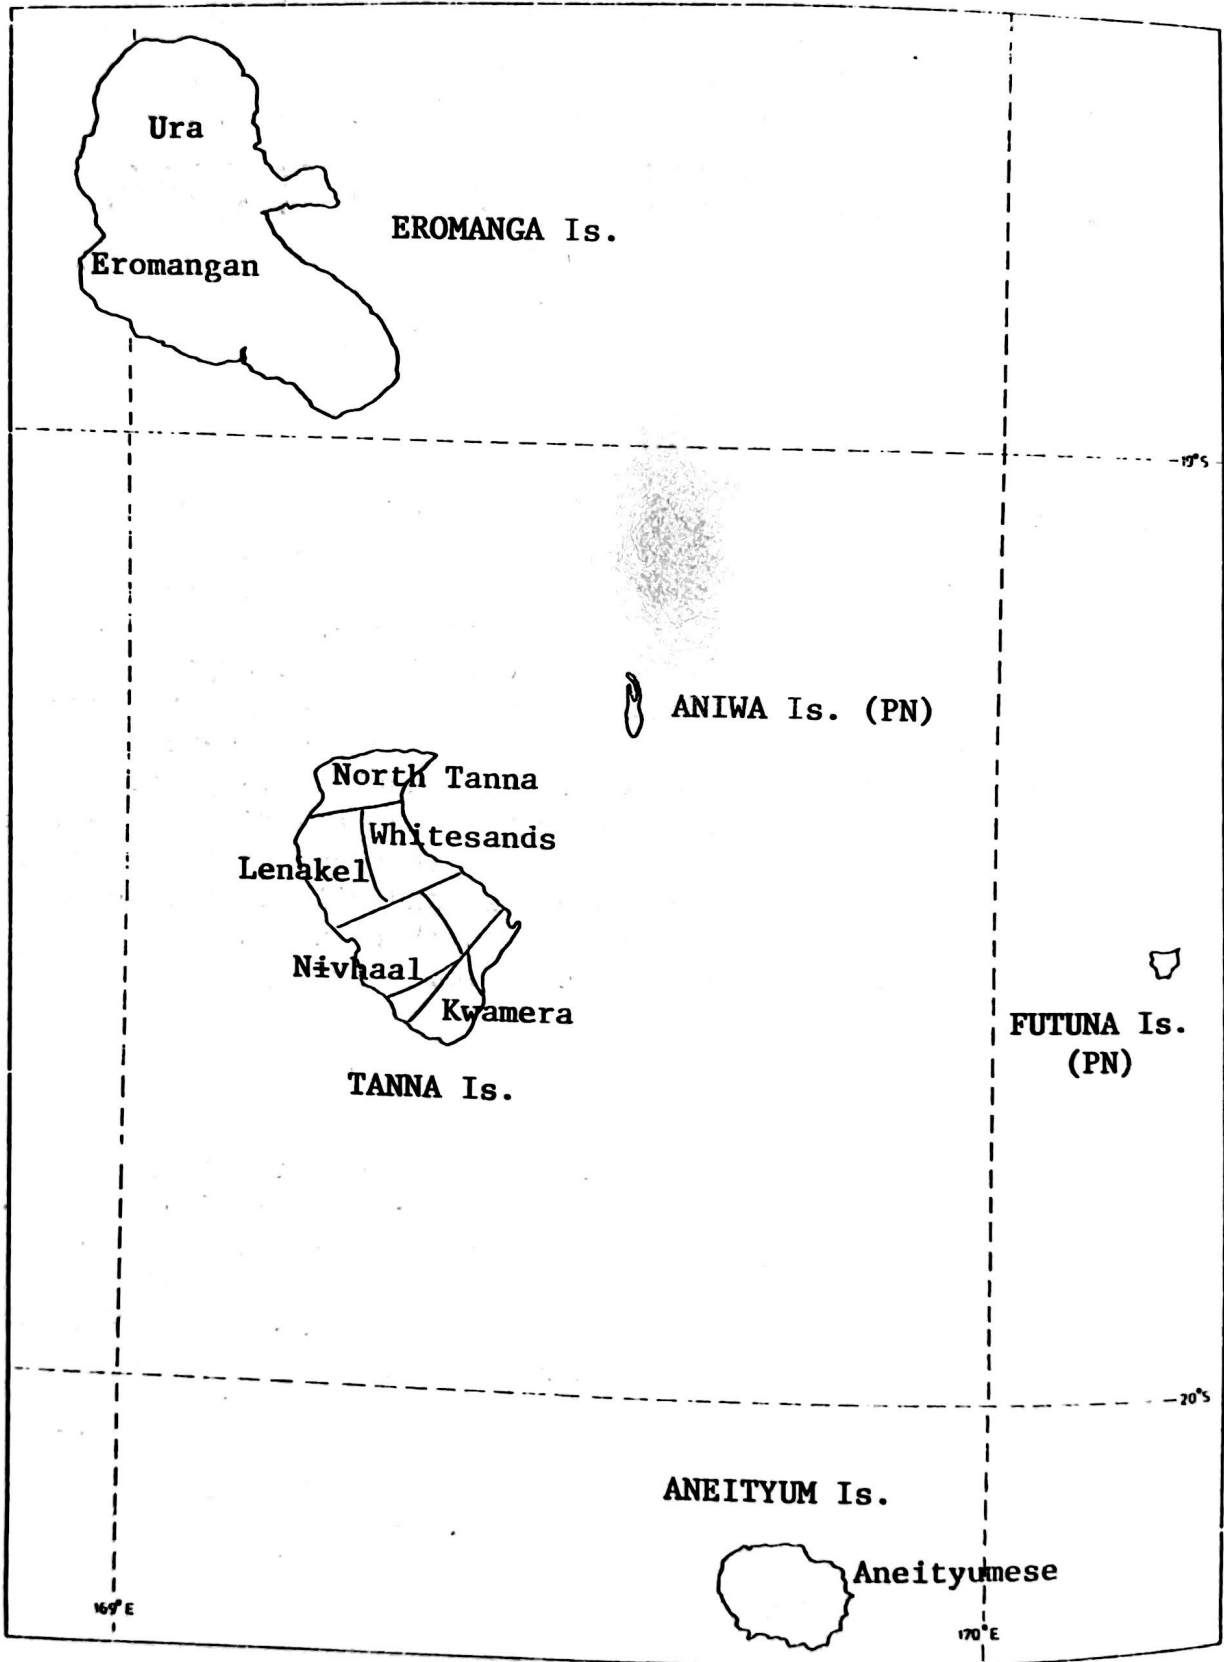 Ura
EROMANGA Is.
Eromangan
19°S
ANIWA Is. (PN)
North Tanna
Whitesands
Lenakel
Nɨvhaal
Kwamera
FUTUNA Is.
(PN)
TANNA Is.
20°S
ANEITYUM Is.
Aneityumese
169°E
170°E